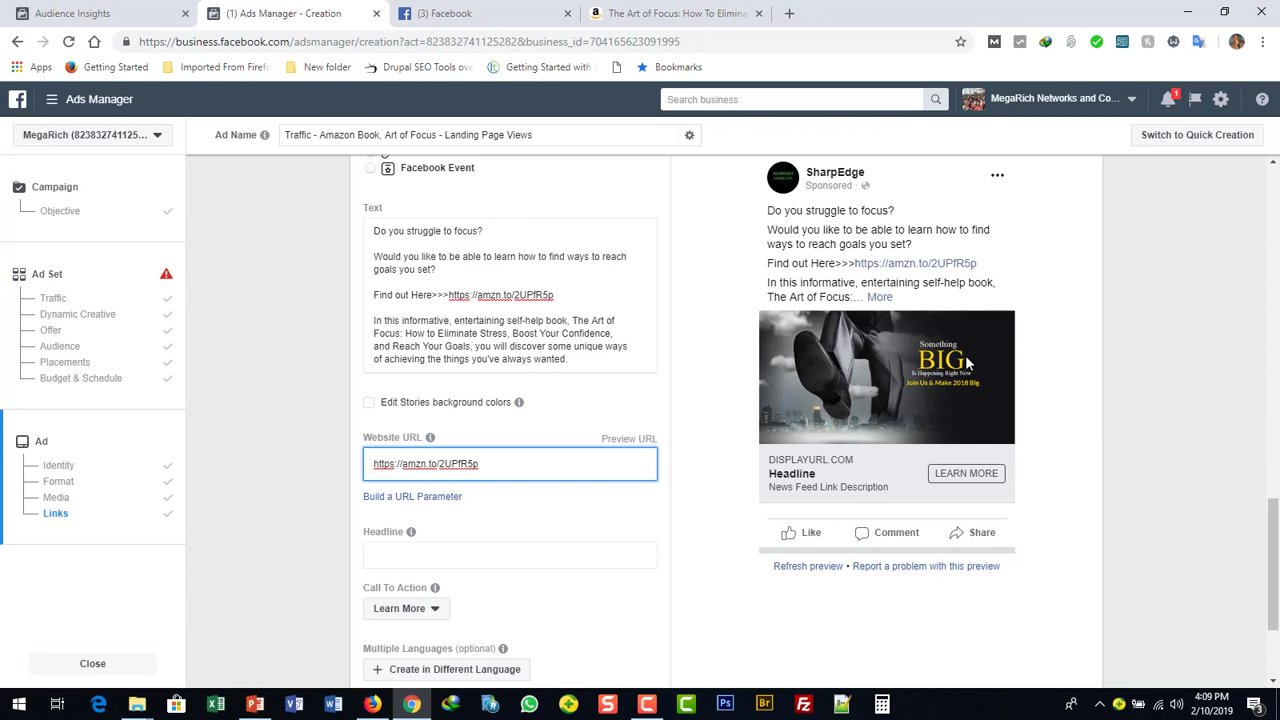 Audience Insights
(1) Ads Manager - Creation
(3) Facebook
The Art of Focus: How To Elimina
https://business.facebook.com/adsmanager/creation?act=823832741125282&business_id=704165623091995
Apps
Getting Started
Imported From Firefo
New folder
Drupal SEO Tools ove
Getting Started with
Bookmarks
Ads Manager
Search business
MegaRich Networks and Co...
1
MegaRich (823832741125...
Ad Name
Traffic - Amazon Book, Art of Focus - Landing Page Views
Switch to Quick Creation
Campaign
Objective
Ad Set
Traffic
Dynamic Creative
Offer
Audience
Placements
Budget & Schedule
Ad
Identity
Format
Media
Links
Close
Facebook Event
Text
Do you struggle to focus?
Would you like to be able to learn how to find ways to reach
goals you set?
Find out Here>>>https://amzn.to/2UPfR5p
In this informative, entertaining self-help book, The Art of
Focus: How to Eliminate Stress, Boost Your Confidence,
and Reach Your Goals, you will discover some unique ways
of achieving the things you've always wanted.
Edit Stories background colors
Website URL
Preview URL
https://amzn.to/2UPfR5p
Build a URL Parameter
Headline
Call To Action
Learn More
Multiple Languages (optional)
Create in Different Language
SharpEdge
Sponsored ·
Do you struggle to focus?
Would you like to be able to learn how to find
ways to reach goals you set?
Find out Here>>>https://amzn.to/2UPfR5p
In this informative, entertaining self-help book,
The Art of Focus:... More
Something
BIG
Is Happening Right Now
Join Us & Make 2018 Big
DISPLAYURL.COM
Headline
News Feed Link Description
LEARN MORE
Like
Comment
Share
Refresh preview • Report a problem with this preview
4:09 PM
2/10/2019